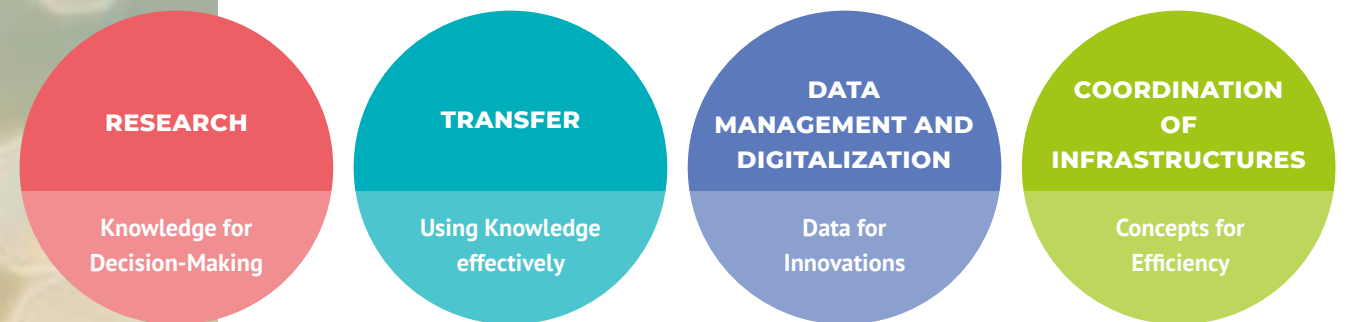 RESEARCH
Knowledge for
Decision-Making
TRANSFER
Using Knowledge
effectively
DATA
MANAGEMENT AND
DIGITALIZATION
Data for
Innovations
COORDINATION
OF
INFRASTRUCTURES
Concepts for
Efficiency